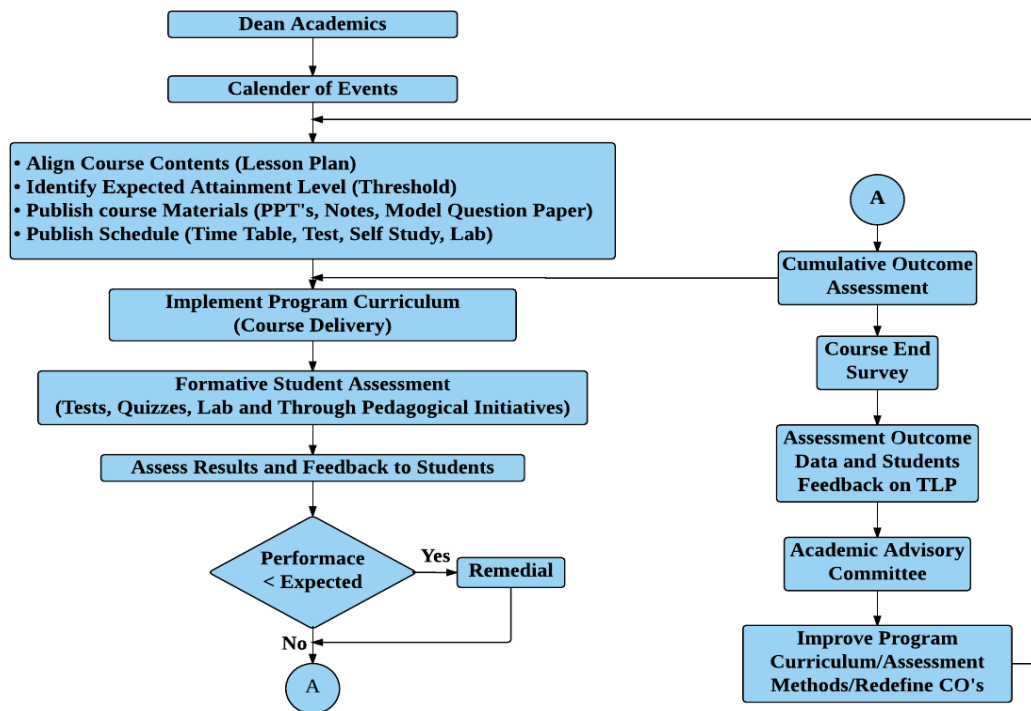 Dean Academics
Calender of Events
• Align Course Contents (Lesson Plan)
• Identify Expected Attainment Level (Threshold)
• Publish course Materials (PPT's, Notes, Model Question Paper)
• Publish Schedule (Time Table, Test, Self Study, Lab)
Implement Program Curriculum
(Course Delivery)
Formative Student Assessment
(Tests, Quizzes, Lab and Through Pedagogical Initiatives)
Assess Results and Feedback to Students
Performace
< Expected
Yes
Remedial
No
A
A
Cumulative Outcome
Assessment
Course End
Survey
Assessment Outcome
Data and Students
Feedback on TLP
Academic Advisory
Committee
Improve Program
Curriculum/Assessment
Methods/Redefine CO's